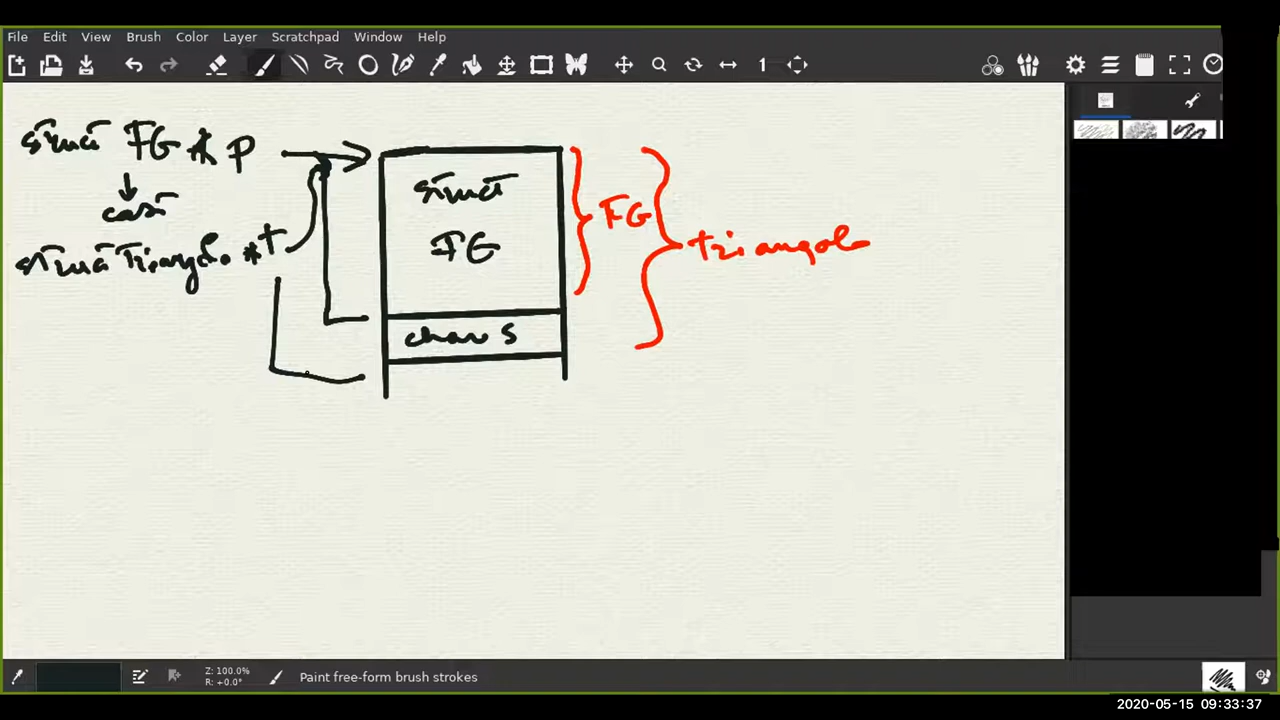 File Edit View Brush Color Layer Scratchpad Window Help
1
struct FG * p
cast
struct Triangolo * t
struct
FG
char s
FG
triangolo
Z: 100.0%
R: +0.0°
Paint free-form brush strokes
2020-05-15 09:33:37